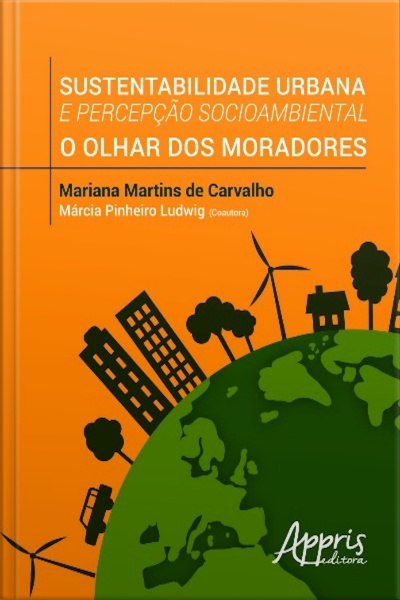 SUSTENTABILIDADE URBANA
E PERCEPÇÃO SOCIOAMBIENTAL
O OLHAR DOS MORADORES
Mariana Martins de Carvalho
Márcia Pinheiro Ludwig (Coautora)
Appris
editora